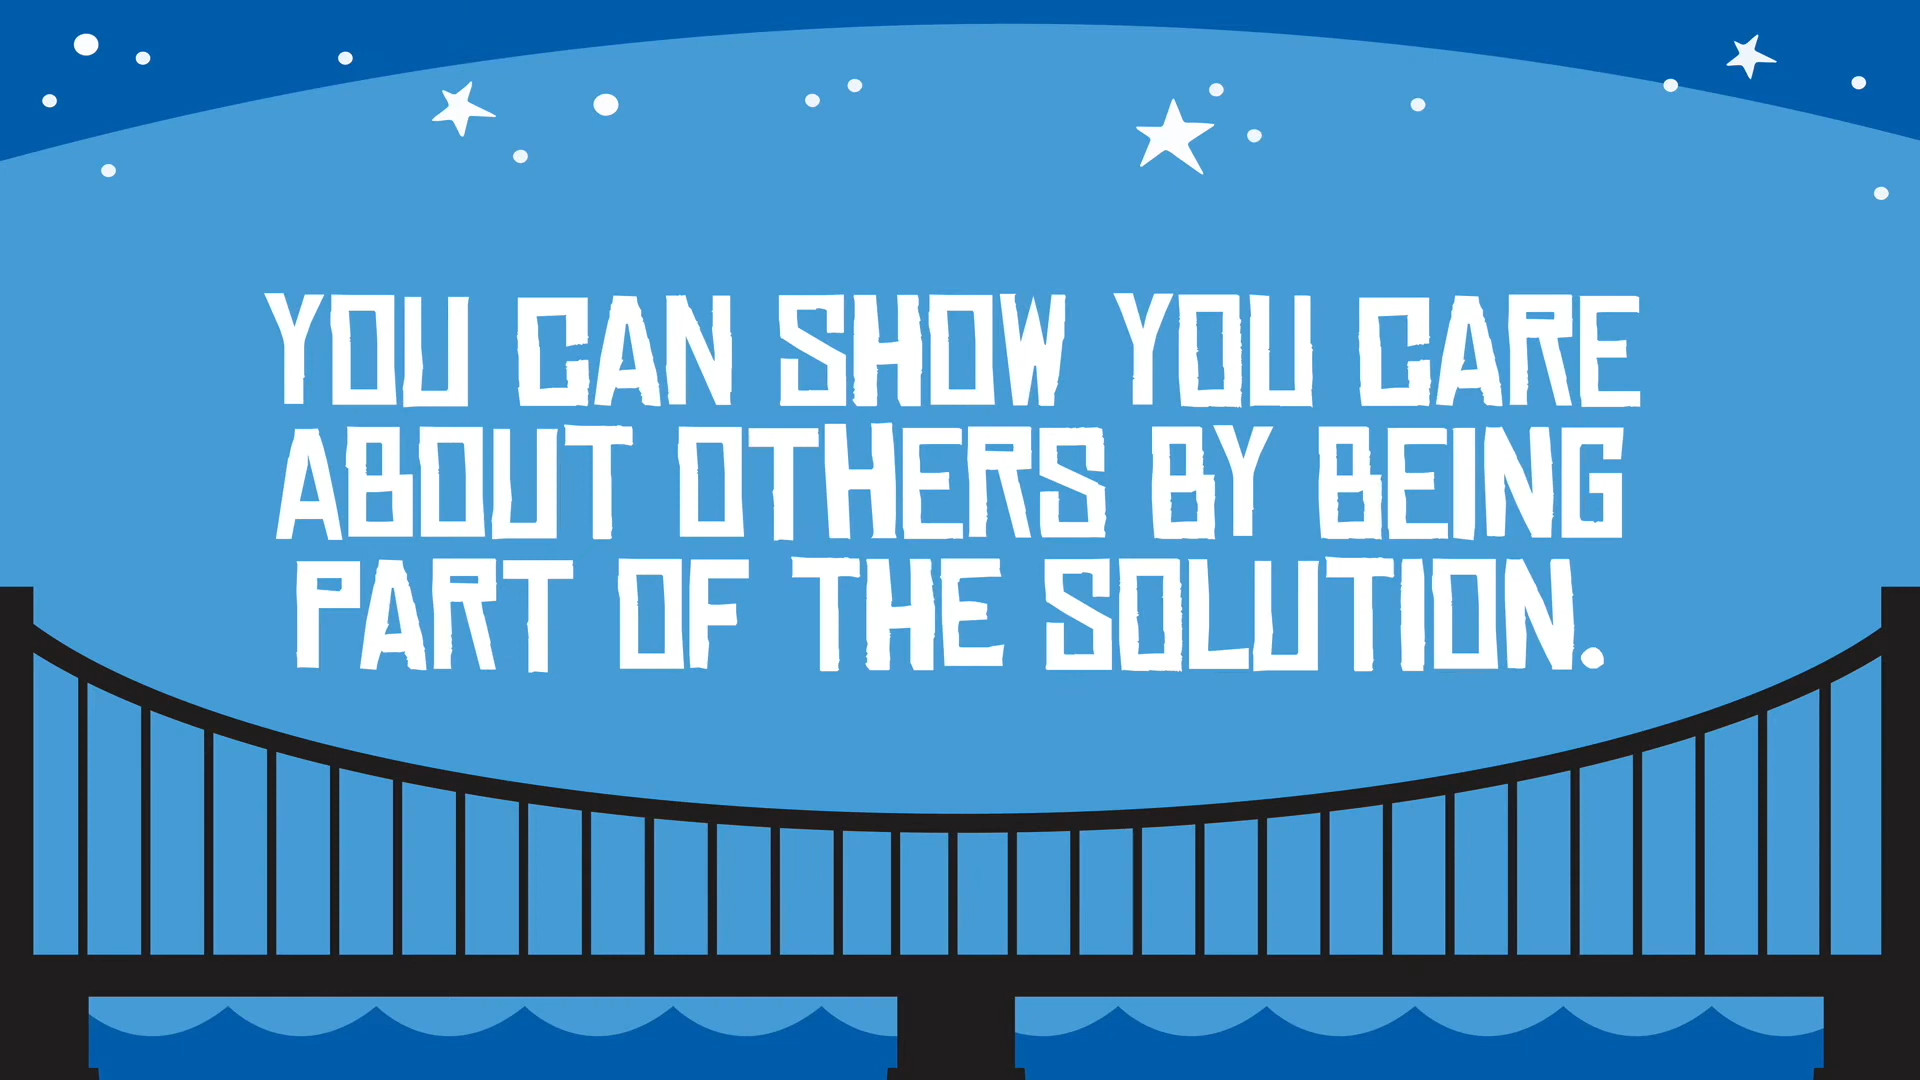 YOU CAN SHOW YOU CARE
ABOUT OTHERS BY BEING
PART OF THE SOLUTION.